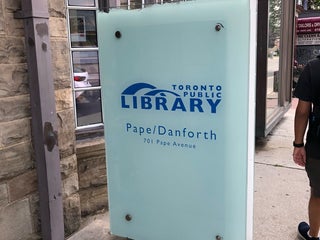 TORONTO
PUBLIC
LIBRARY
Pape/Danforth
701 Pape Avenue